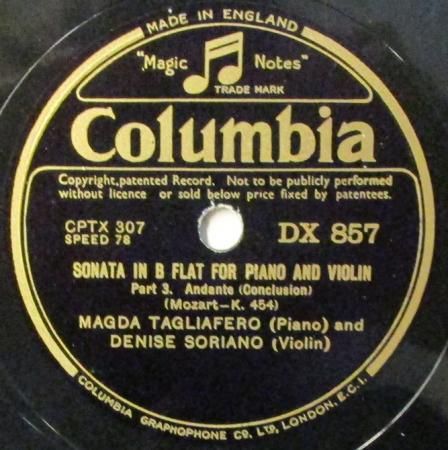 MADE IN ENGLAND
"Magic Notes"
TRADE MARK
Columbia
Copyright,patented Record. Not to be publicly performed
without licence or sold below price fixed by patentees.
CPTX 307
SPEED 78
DX 857
SONATA IN B FLAT FOR PIANO AND VIOLIN
Part 3. Andante (Conclusion)
(Mozart-K. 454)
MAGDA TAGLIAFERO (Piano) and
DENISE SORIANO (Violin)
COLUMBIA GRAPHOPHONE CO. LTD, LONDON, E.C.1.